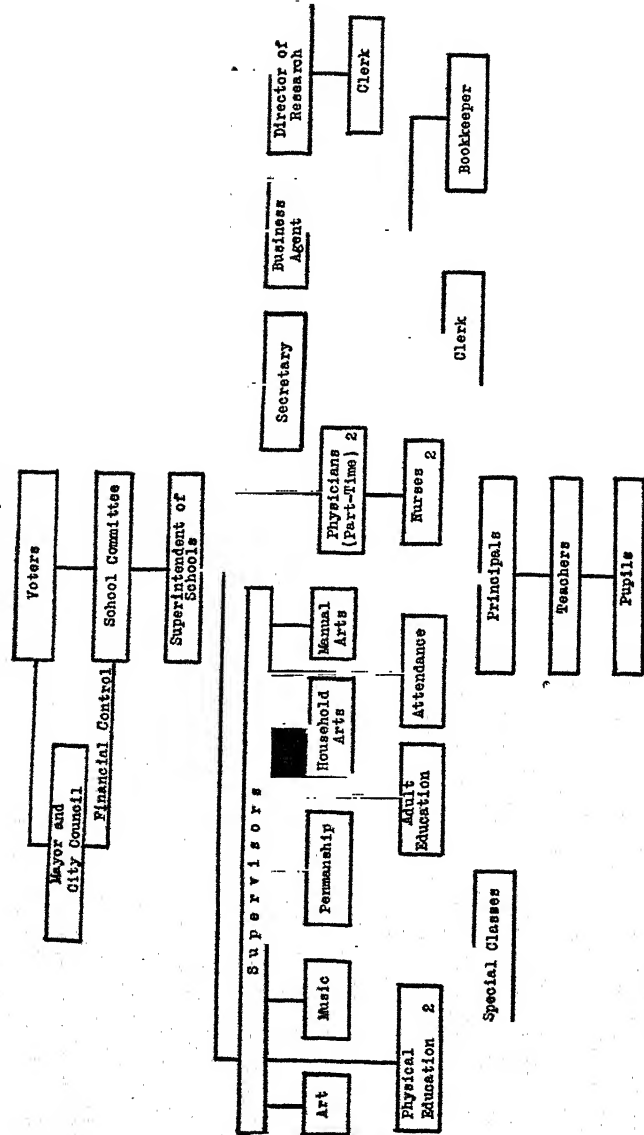 Voters
Mayor and
City Council
Financial Control
School Committee
Superintendent of
Schools
Supervisors
Secretary
Business
Agent
Director of
Research
Art
Music
Penmanship
Household
Arts
Manual
Arts
Physicians
(Part-Time) 2
Clerk
Physical
Education 2
Adult
Education
Attendance
Nurses 2
Clerk
Bookkeeper
Special Classes
Principals
Teachers
Pupils